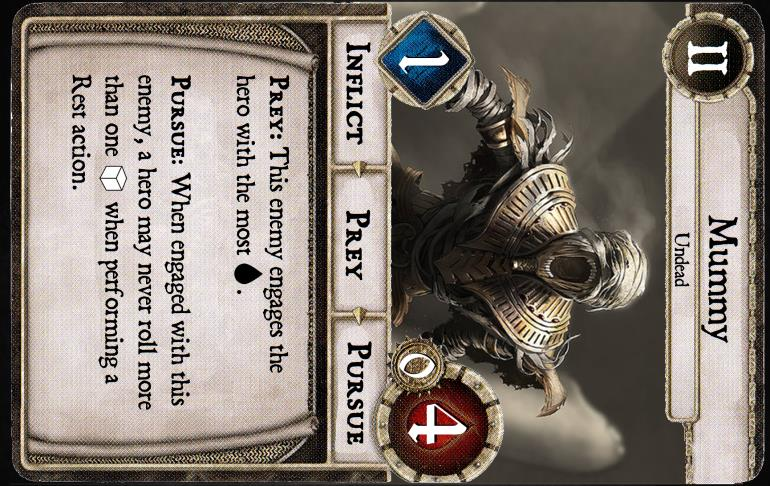 II
Mummy
Undead
1
0
4
INFLICT
PREY
PURSUE
PREY: This enemy engages the
hero with the most .
PURSUE: When engaged with this
enemy, a hero may never roll more
than one when performing a
Rest action.